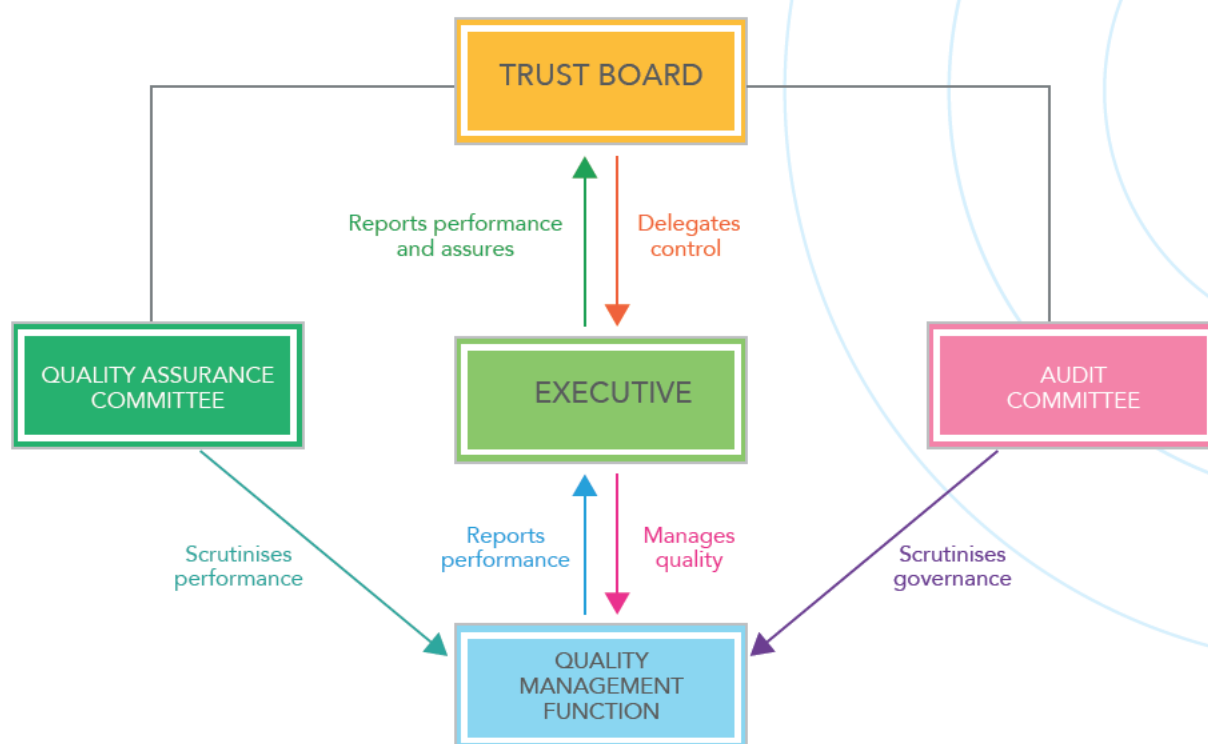 TRUST BOARD
Reports performance
and assures
Delegates
control
QUALITY ASSURANCE
COMMITTEE
EXECUTIVE
AUDIT
COMMITTEE
Scrutinises
performance
Reports
performance
Manages
quality
Scrutinises
governance
QUALITY
MANAGEMENT
FUNCTION